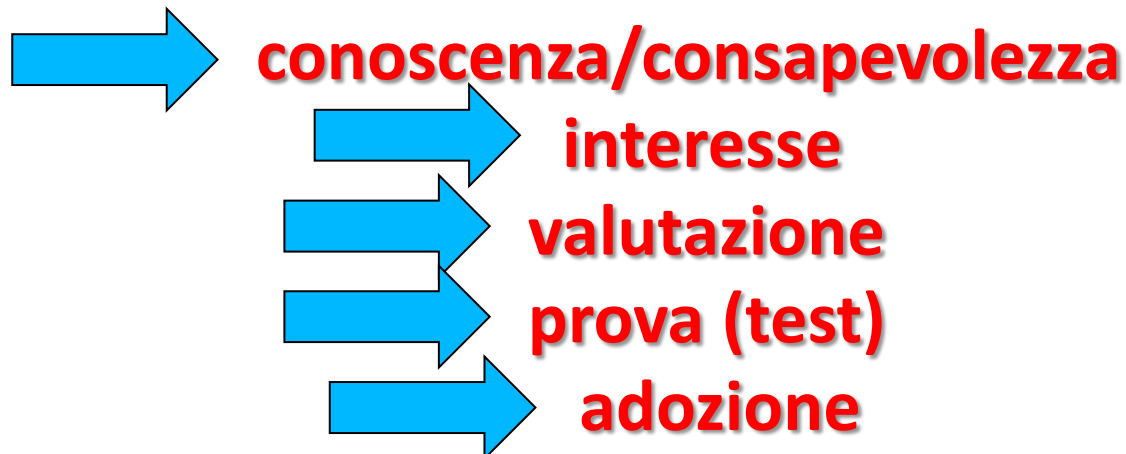 conoscenza/consapevolezza
interesse
valutazione
prova (test)
adozione